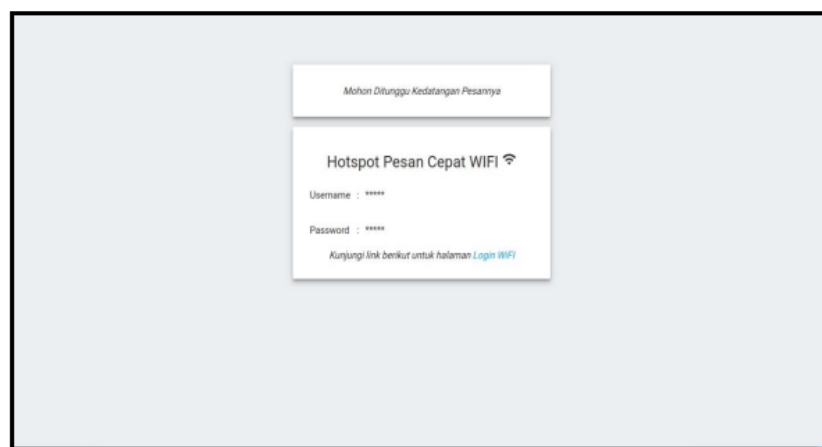 Mohon Ditunggu Kedatangan Pesannya
Hotspot Pesan Cepat WIFI
Username : *****
Password : *****
Kunjungi link berikut untuk halaman Login WIFI